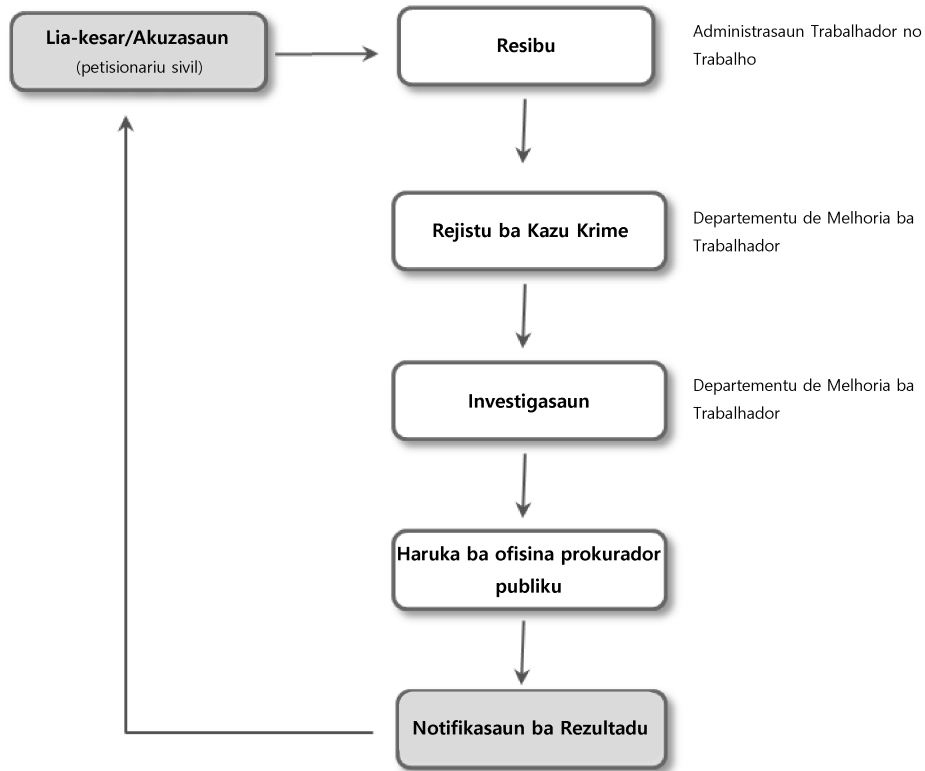 Lia-kesar/Akuzasaun
(petisionariu sivil)
Resibu
Administrasaun Trabalhador no
Trabalho
Rejistu ba Kazu Krime
Departementu de Melhoria ba
Trabalhador
Investigasaun
Departementu de Melhoria ba
Trabalhador
Haruka ba ofisina prokurador
publiku
Notifikasaun ba Rezultadu